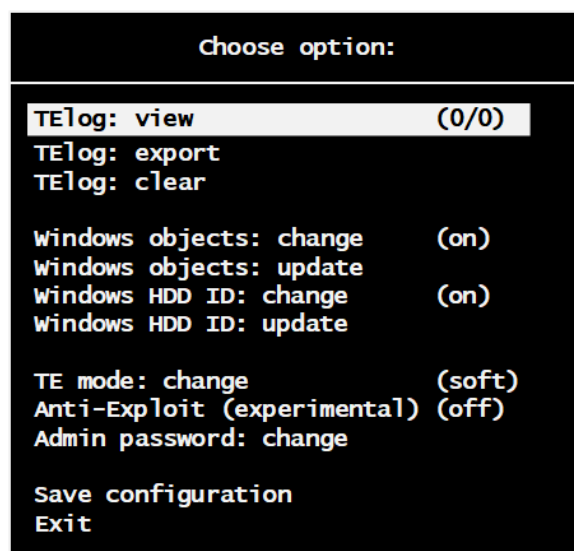 Choose option:
TElog: view (0/0)
TElog: export
TElog: clear
Windows objects: change (on)
Windows objects: update
Windows HDD ID: change (on)
Windows HDD ID: update
TE mode: change (soft)
Anti-Exploit (experimental) (off)
Admin password: change
Save configuration
Exit